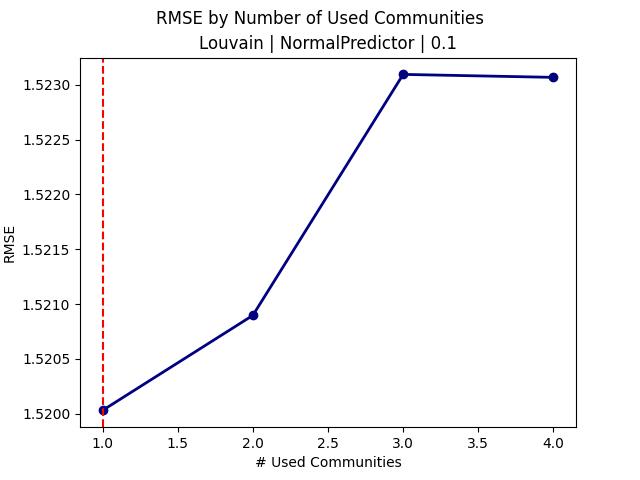 RMSE by Number of Used Communities
Louvain | NormalPredictor | 0.1
1.5230
1.5225
1.5220
1.5215
1.5210
1.5205
1.5200
RMSE
1.0 1.5 2.0 2.5 3.0 3.5 4.0
# Used Communities